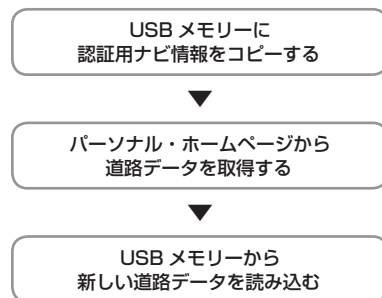 USB メモリーに
認証用ナビ情報をコピーする
パーソナル・ホームページから
道路データを取得する
USB メモリーから
新しい道路データを読み込む